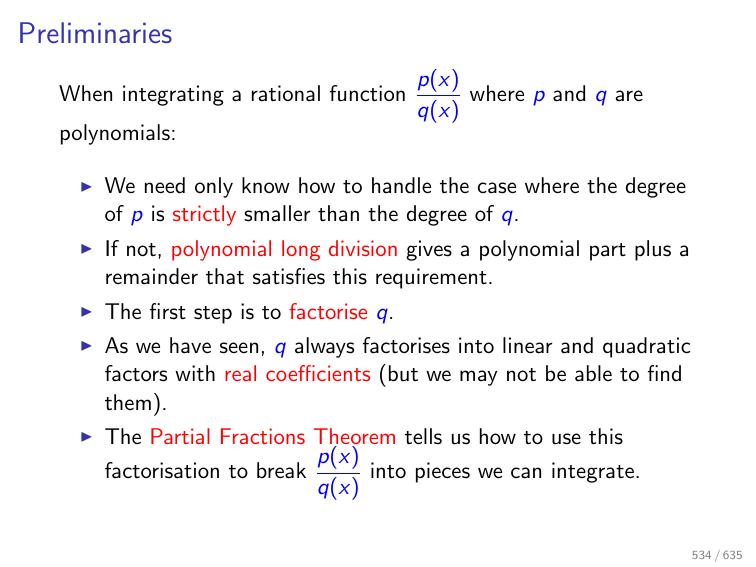 Preliminaries
When integrating a rational function p(x)/q(x) where p and q are
polynomials:
▶ We need only know how to handle the case where the degree
of p is strictly smaller than the degree of q.
▶ If not, polynomial long division gives a polynomial part plus a
remainder that satisfies this requirement.
▶ The first step is to factorise q.
▶ As we have seen, q always factorises into linear and quadratic
factors with real coefficients (but we may not be able to find
them).
▶ The Partial Fractions Theorem tells us how to use this
factorisation to break p(x)/q(x) into pieces we can integrate.
534 / 635